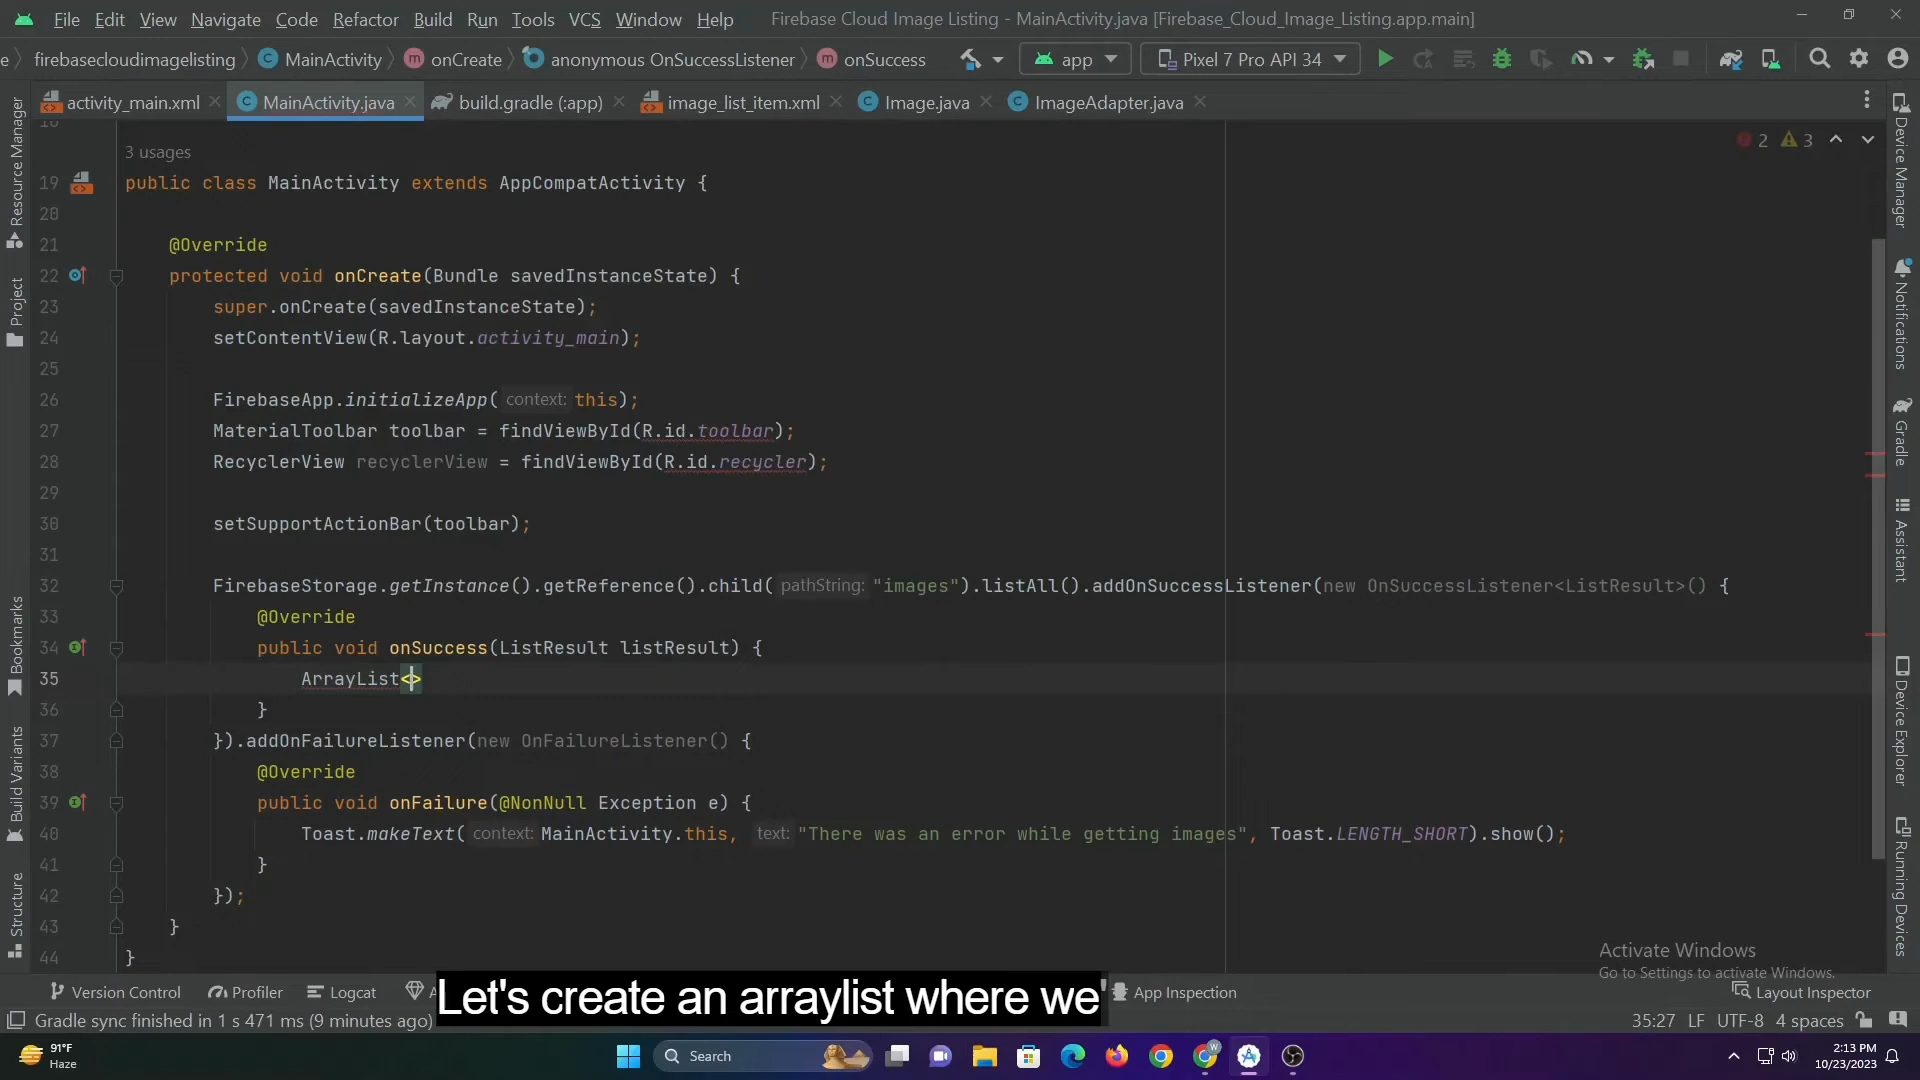 File Edit View Navigate Code Refactor Build Run Tools VCS Window Help Firebase Cloud Image Listing - MainActivity.java [Firebase_Cloud_Image_Listing.app.main]
e firebasecloudimagelisting MainActivity onCreate anonymous OnSuccessListener onSuccess app Pixel 7 Pro API 34
activity_main.xml MainActivity.java build.gradle (:app) image_list_item.xml Image.java ImageAdapter.java
2 3
3 usages
19 public class MainActivity extends AppCompatActivity {
20
21 @Override
22 protected void onCreate(Bundle savedInstanceState) {
23 super.onCreate(savedInstanceState);
24 setContentView(R.layout.activity_main);
25
26 FirebaseApp.initializeApp( context: this);
27 MaterialToolbar toolbar = findViewById(R.id.toolbar);
28 RecyclerView recyclerView = findViewById(R.id.recycler);
29
30 setSupportActionBar(toolbar);
31
32 FirebaseStorage.getInstance().getReference().child( pathString: "images").listAll().addOnSuccessListener(new OnSuccessListener<ListResult>() {
33 @Override
34 public void onSuccess(ListResult listResult) {
35 ArrayList<>
36 }
37 }).addOnFailureListener(new OnFailureListener() {
38 @Override
39 public void onFailure(@NonNull Exception e) {
40 Toast.makeText( context: MainActivity.this, text: "There was an error while getting images", Toast.LENGTH_SHORT).show();
41 }
42 });
43 }
44 }
Resource Manager
Project
Bookmarks
Build Variants
Structure
Device Manager
Notifications
Gradle
Assistant
Device Explorer
Running Devices
Activate Windows
Go to Settings to activate Windows.
Version Control Profiler Logcat App Inspection Layout Inspector
Let's create an arraylist where we
Gradle sync finished in 1 s 471 ms (9 minutes ago) 35:27 LF UTF-8 4 spaces
91°F
Haze
Search
2:13 PM
10/23/2023